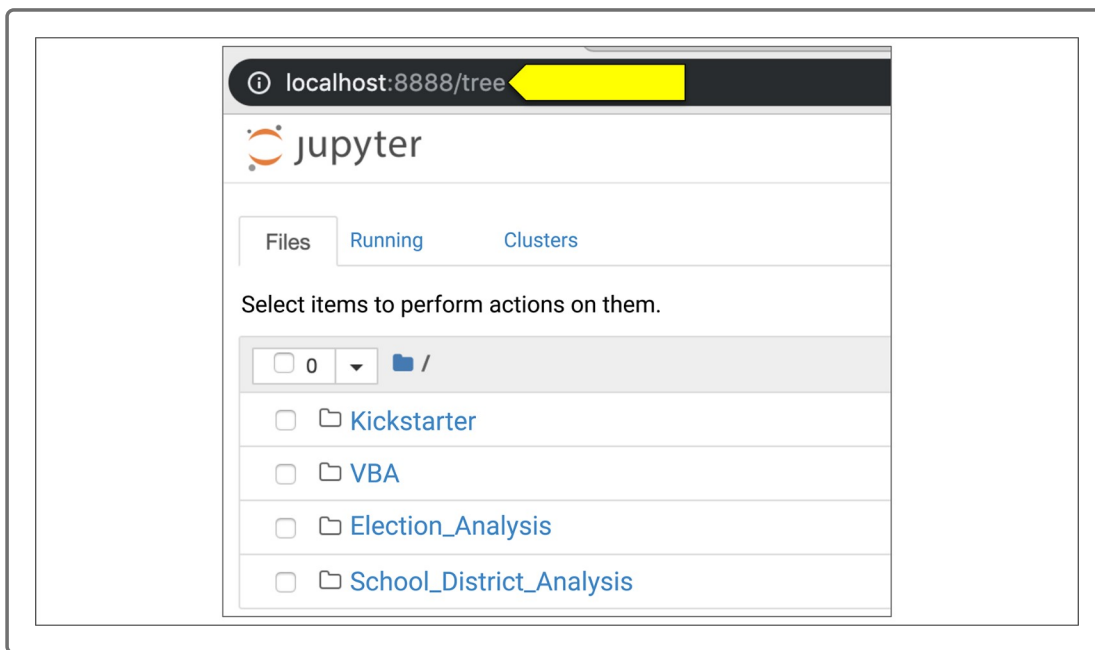 localhost:8888/tree
jupyter
Files Running Clusters
Select items to perform actions on them.
0 /
Kickstarter
VBA
Election_Analysis
School_District_Analysis